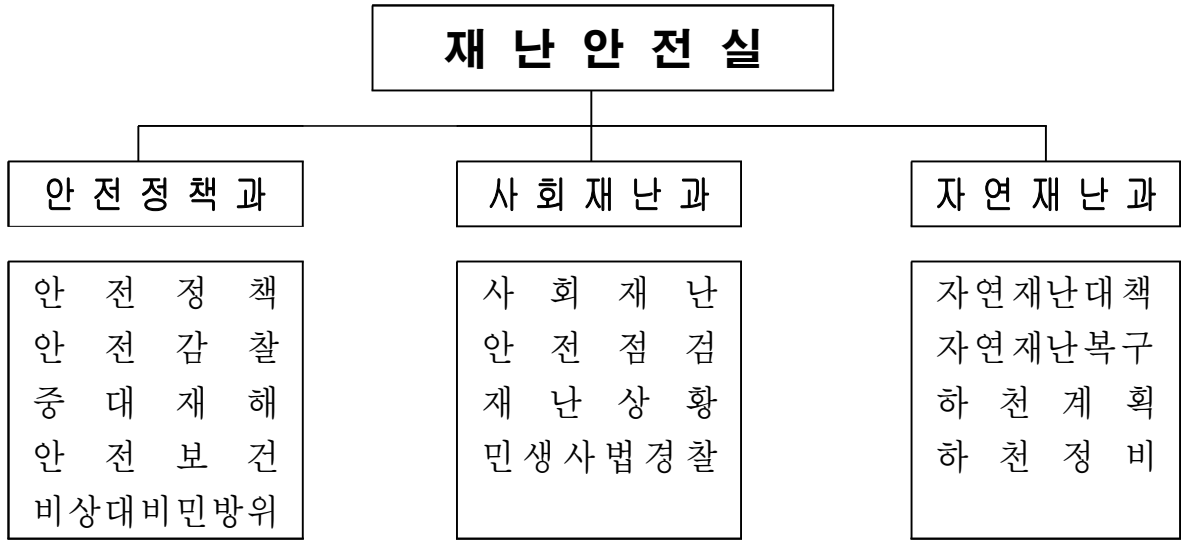 재난안전실
안전정책과
안전정책
안전감찰
중대재해
안전보건
비상대비민방위
사회재난과
사회재난
안전점검
재난상황
민생사법경찰
자연재난과
자연재난대책
자연재난복구
하천계획
하천정비